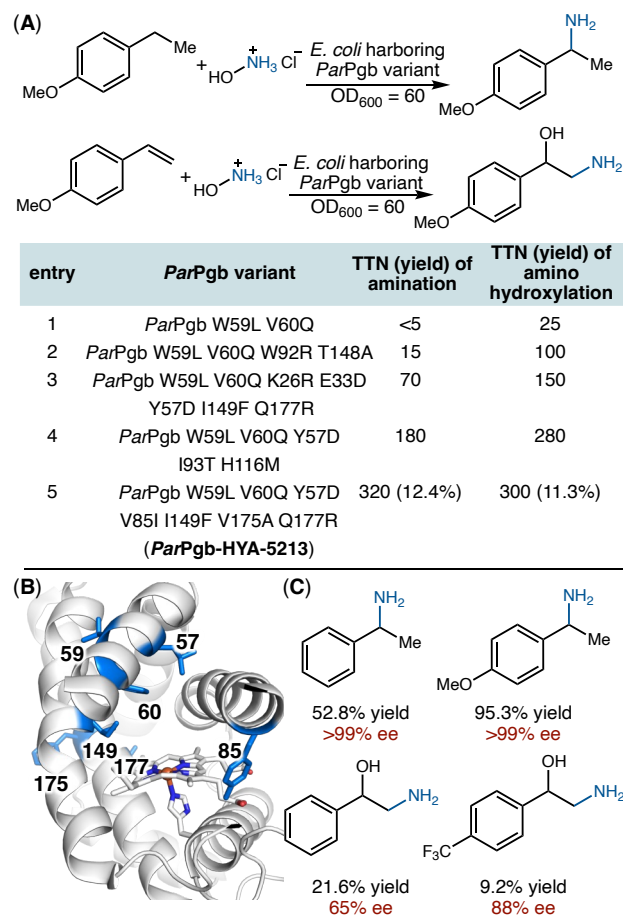 (A)
Me
MeO
+
HO
+
NH3
Cl−
E. coli harboring
ParPgb variant
OD600 = 60
NH2
Me
MeO
MeO
+
HO
+
NH3
Cl−
E. coli harboring
ParPgb variant
OD600 = 60
OH
NH2
MeO
entry ParPgb variant TTN (yield) of amination TTN (yield) of amino hydroxylation
1 ParPgb W59L V60Q <5 25
2 ParPgb W59L V60Q W92R T148A 15 100
3 ParPgb W59L V60Q K26R E33D 70 150
Y57D I149F Q177R
4 ParPgb W59L V60Q Y57D 180 280
I93T H116M
5 ParPgb W59L V60Q Y57D 320 (12.4%) 300 (11.3%)
V85I I149F V175A Q177R
(ParPgb-HYA-5213)
(B)
59
57
60
149
177
85
175
(C)
NH2
Me
52.8% yield
>99% ee
NH2
Me
MeO
95.3% yield
>99% ee
OH
NH2
21.6% yield
65% ee
OH
NH2
F3C
9.2% yield
88% ee